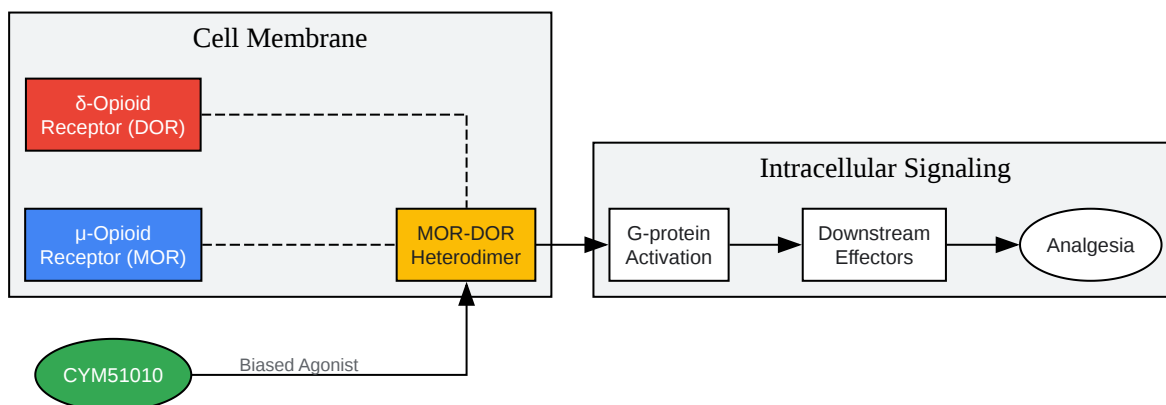 Cell Membrane
δ-Opioid
Receptor (DOR)
μ-Opioid
Receptor (MOR)
MOR-DOR
Heterodimer
Intracellular Signaling
G-protein
Activation
Downstream
Effectors
Analgesia
CYM51010
Biased Agonist